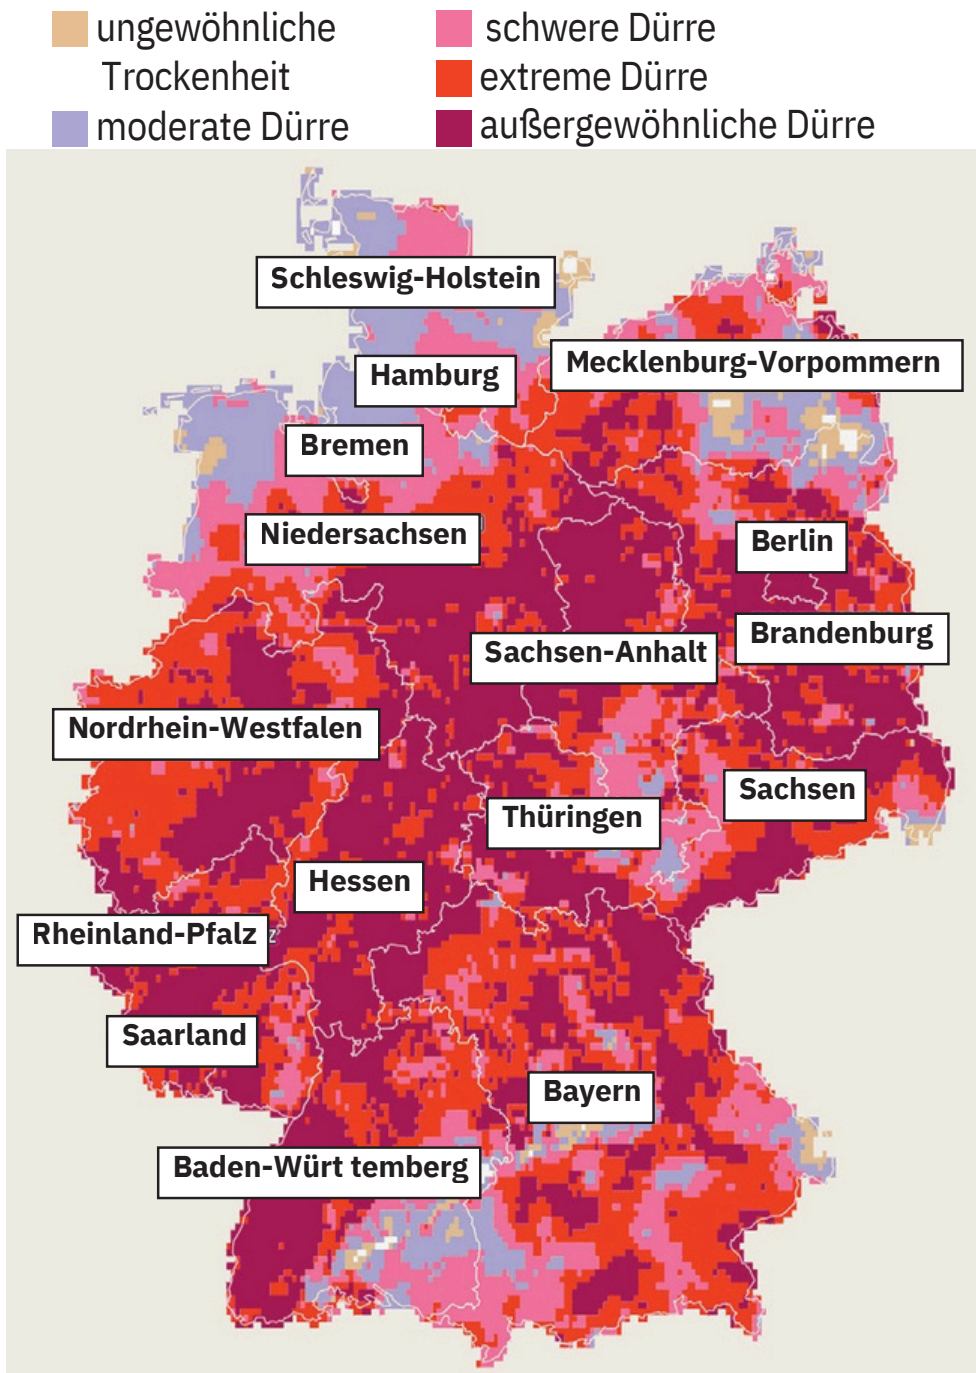 ungewöhnliche
Trockenheit
moderate Dürre
schwere Dürre
extreme Dürre
außergewöhnliche Dürre
Schleswig-Holstein
Mecklenburg-Vorpommern
Hamburg
Bremen
Niedersachsen
Berlin
Brandenburg
Sachsen-Anhalt
Nordrhein-Westfalen
Sachsen
Thüringen
Hessen
Rheinland-Pfalz
Saarland
Bayern
Baden-Würt temberg